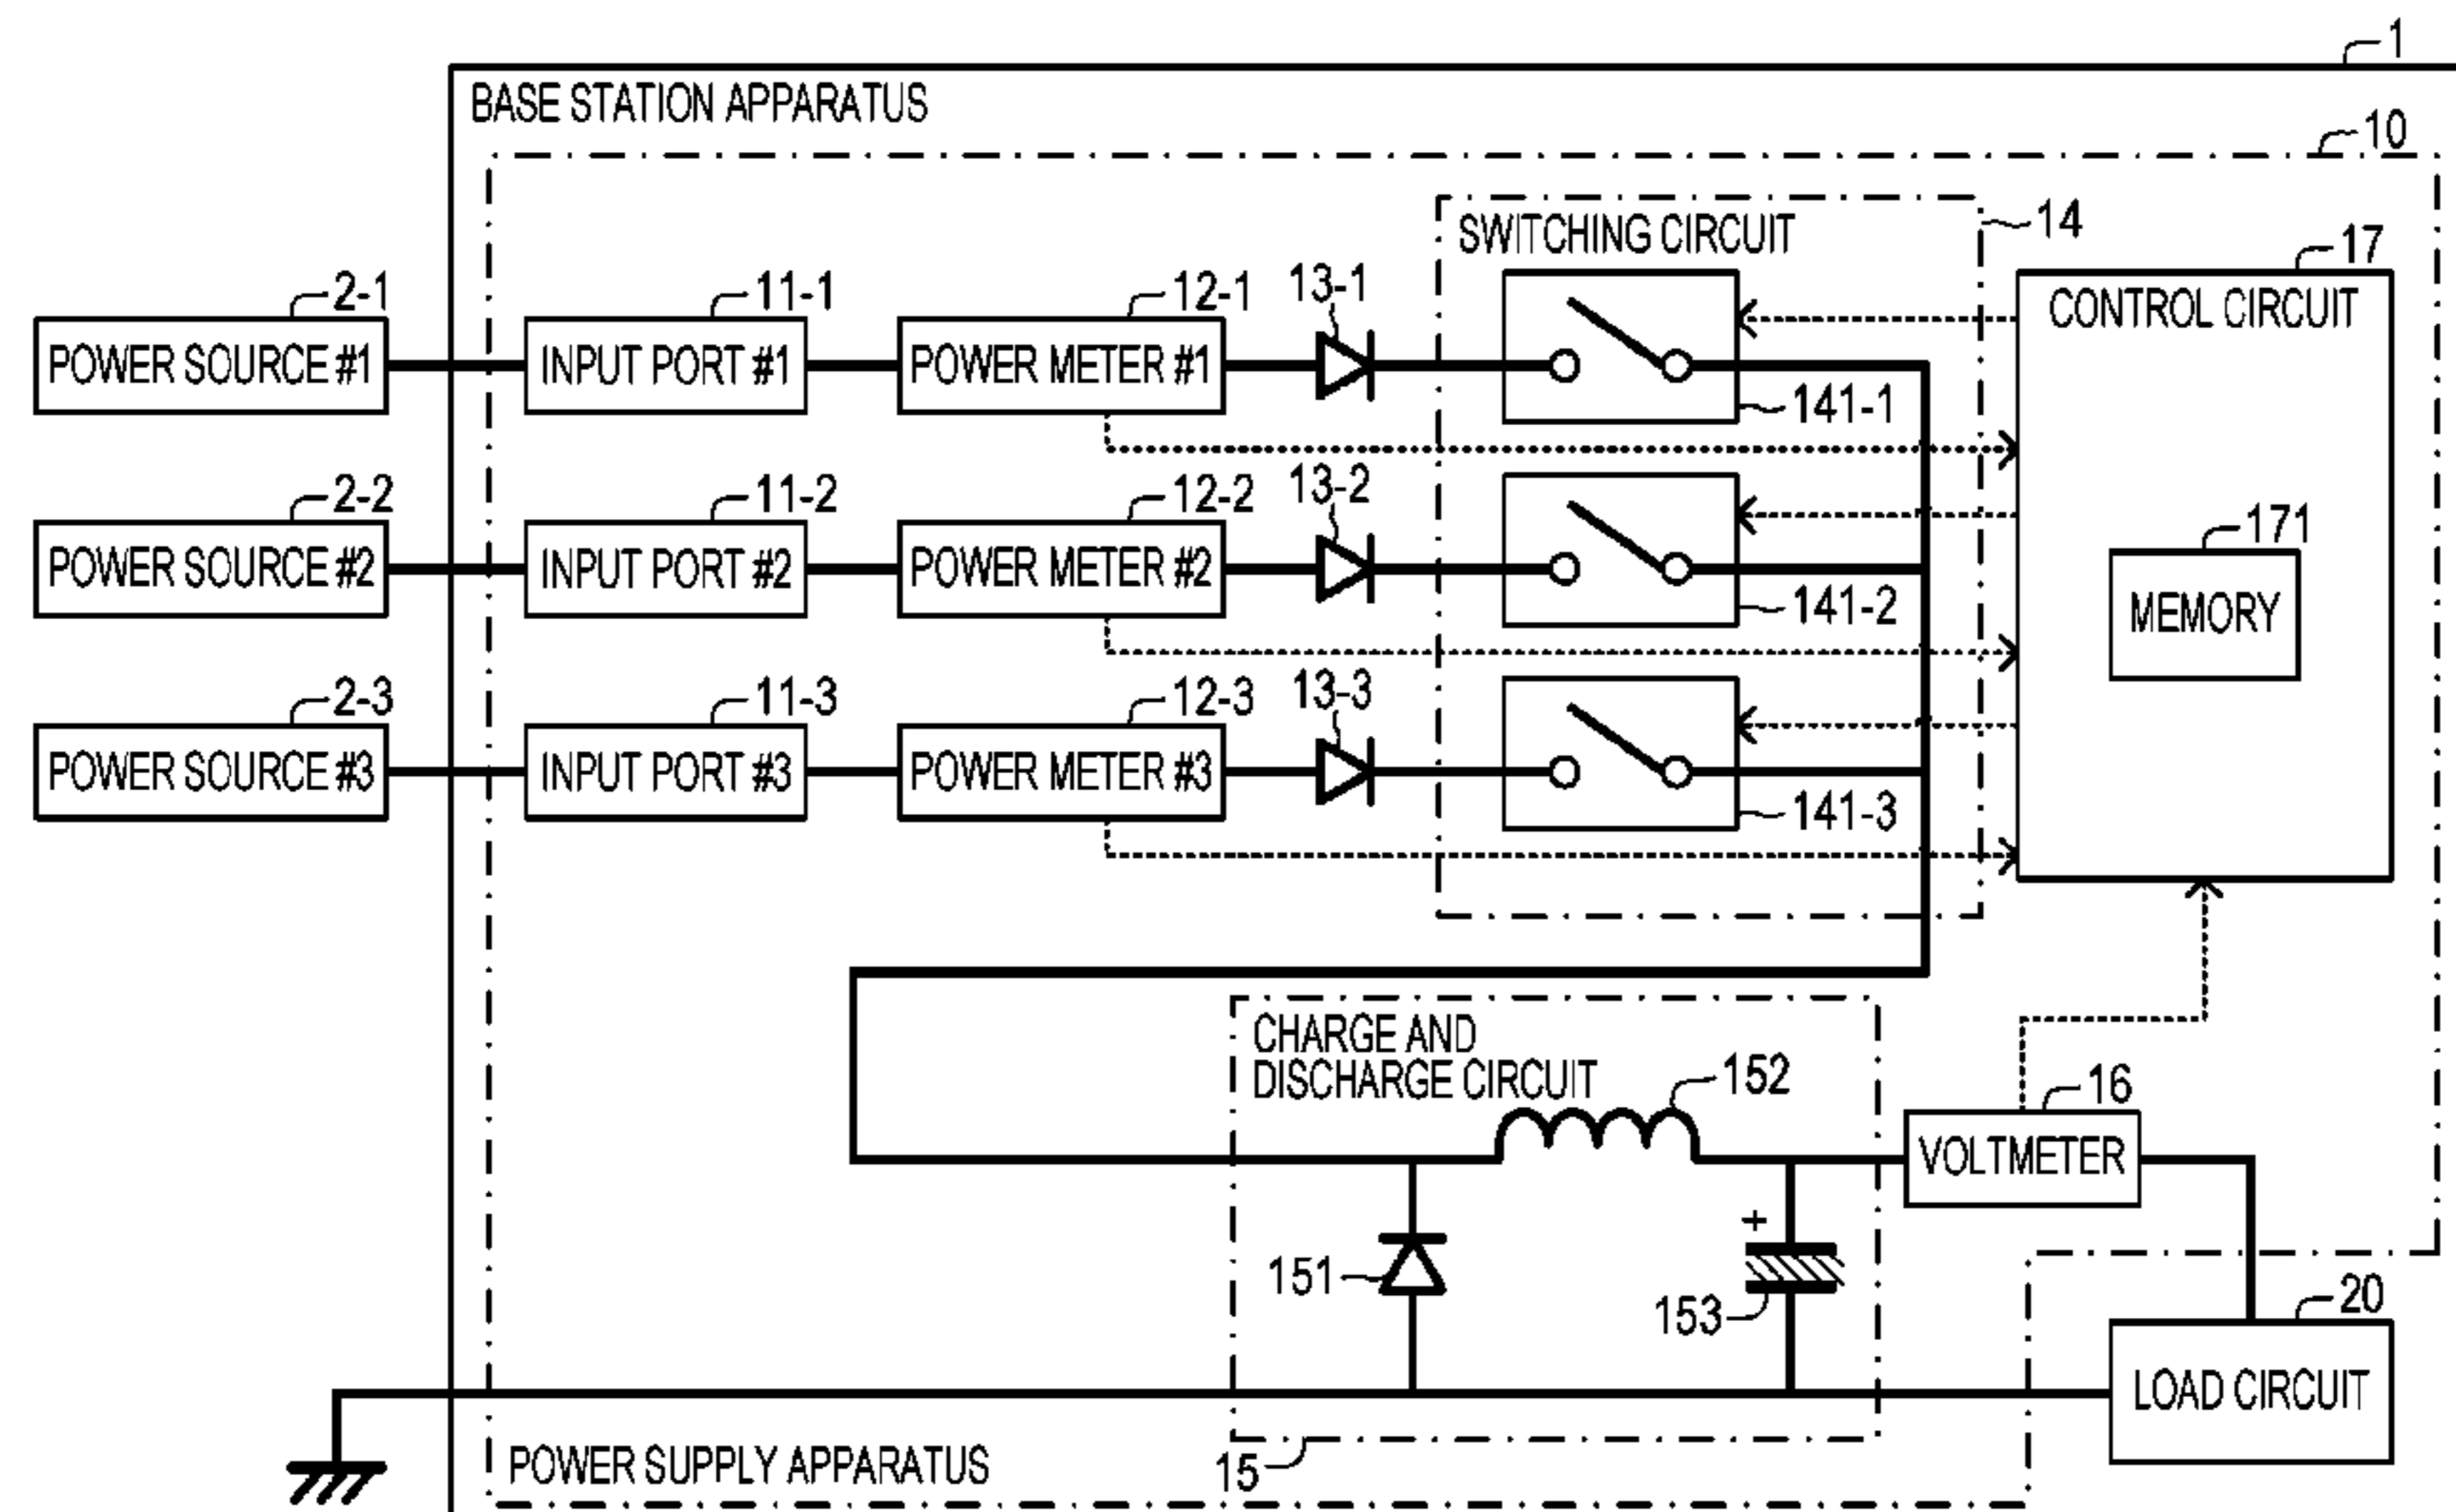 1
BASE STATION APPARATUS
10
SWITCHING CIRCUIT
14
17
2-1
11-1
12-1
13-1
CONTROL CIRCUIT
POWER SOURCE #1
INPUT PORT #1
POWER METER #1
141-1
2-2
11-2
12-2
13-2
171
POWER SOURCE #2
INPUT PORT #2
POWER METER #2
141-2
MEMORY
2-3
11-3
12-3
13-3
POWER SOURCE #3
INPUT PORT #3
POWER METER #3
141-3
CHARGE AND
DISCHARGE CIRCUIT
152
16
VOLTMETER
+
151
153
20
LOAD CIRCUIT
POWER SUPPLY APPARATUS
15